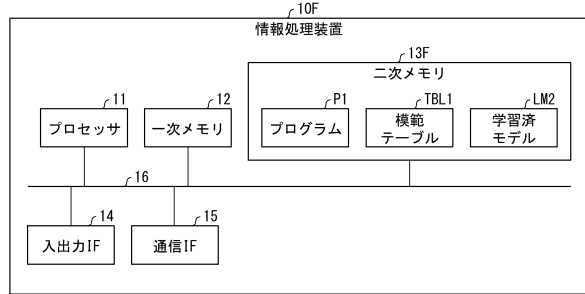 10F
情報処理装置
13F
二次メモリ
11
プロセッサ
12
一次メモリ
P1
プログラム
TBL1
模範
テーブル
LM2
学習済
モデル
16
14
入出力IF
15
通信IF